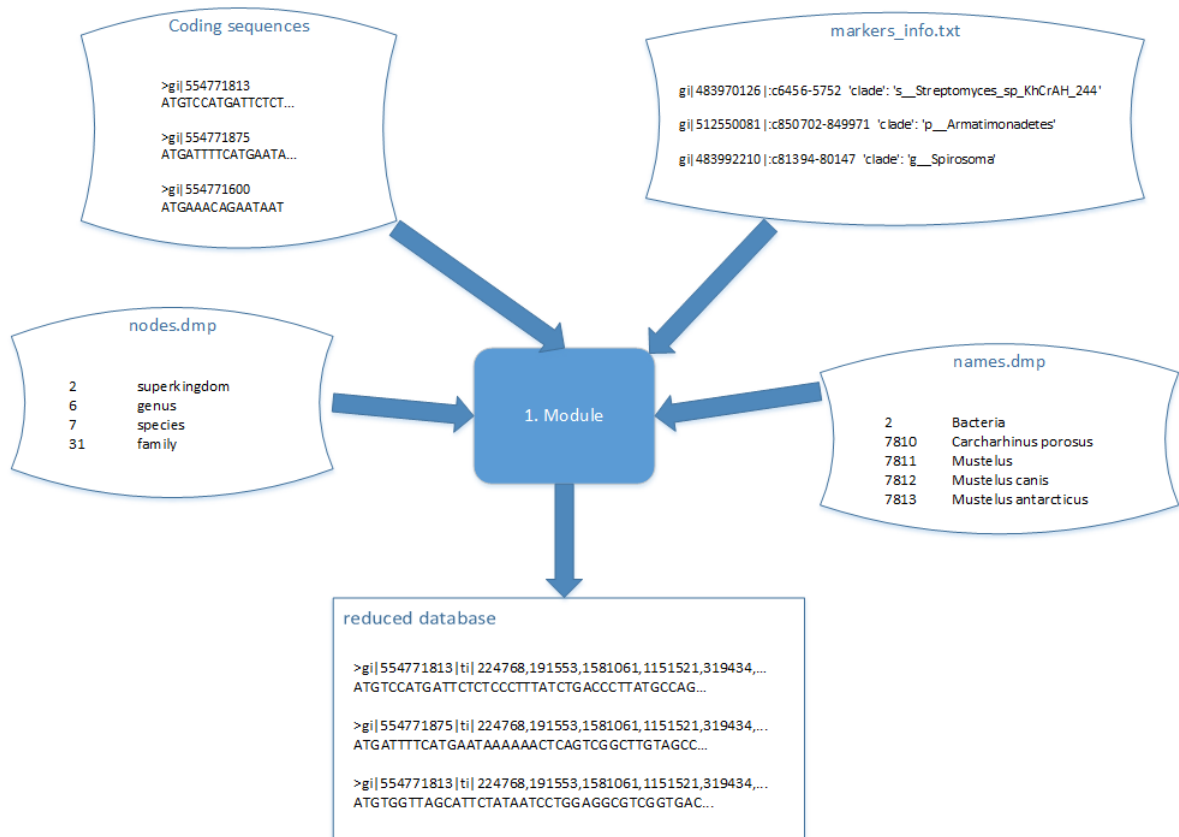 Coding sequences
>gi|554771813
ATGTCCATGATTCTCT...
>gi|554771875
ATGATTTTCATGAATA...
>gi|554771600
ATGAAACAGAATAAT
markers_info.txt
gi|483970126|:c6456-5752 'clade': 's__Streptomyces_sp_KhCrAH_244'
gi|512550081|:c850702-849971 'clade': 'p__Armatimonadetes'
gi|483992210|:c81394-80147 'clade': 'g__Spirosoma'
nodes.dmp
2 superkingdom
6 genus
7 species
31 family
1. Module
names.dmp
2 Bacteria
7810 Carcharhinus porosus
7811 Mustelus
7812 Mustelus canis
7813 Mustelus antarcticus
reduced database
>gi|554771813|ti|224768,191553,1581061,1151521,319434,...
ATGTCCATGATTCTCTCCCTTTATCTGACCCTTATGCCAG...
>gi|554771875|ti|224768,191553,1581061,1151521,319434,...
ATGATTTTCATGAATAAAAAACTCAGTCGGCTTGTAGCC...
>gi|554771813|ti|224768,191553,1581061,1151521,319434,...
ATGTGGTTAGCATTCTATAATCCTGGAGGCGTCGGTGAC...